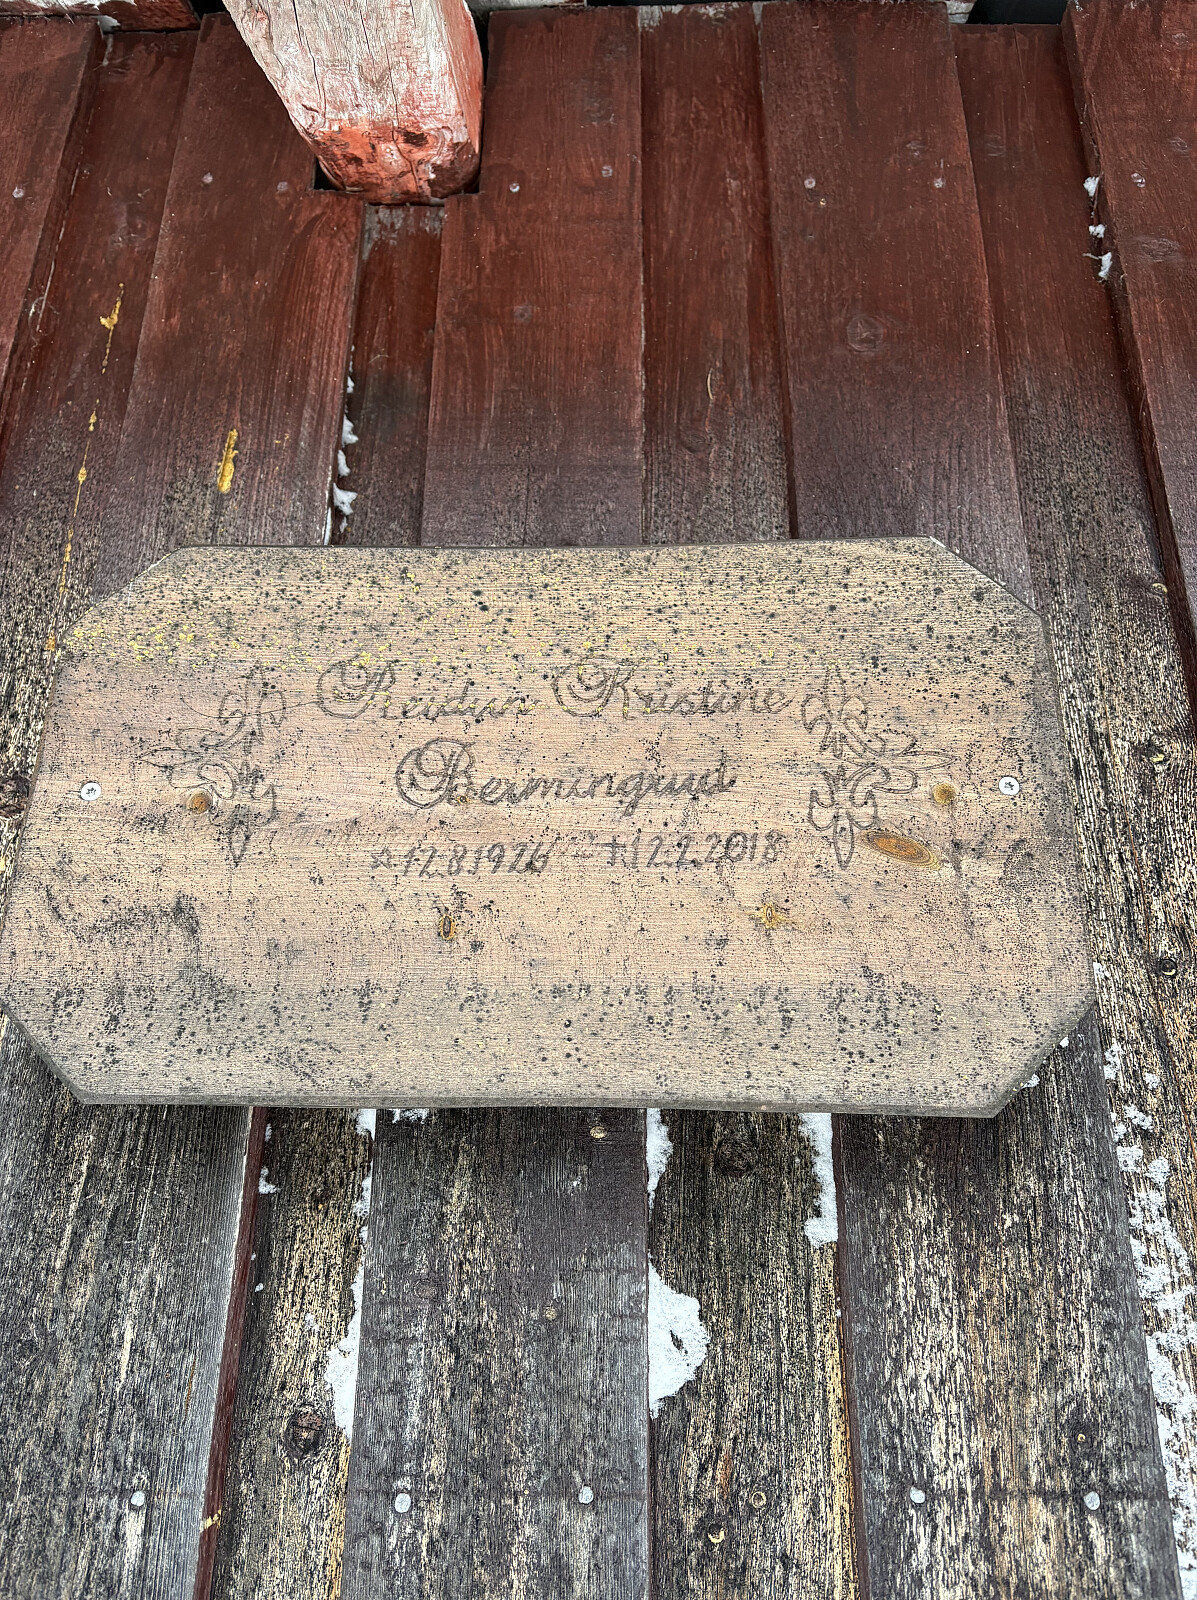 Reidun Kristine
Bermingrud
☆12.8.1926 – †12.2.2018